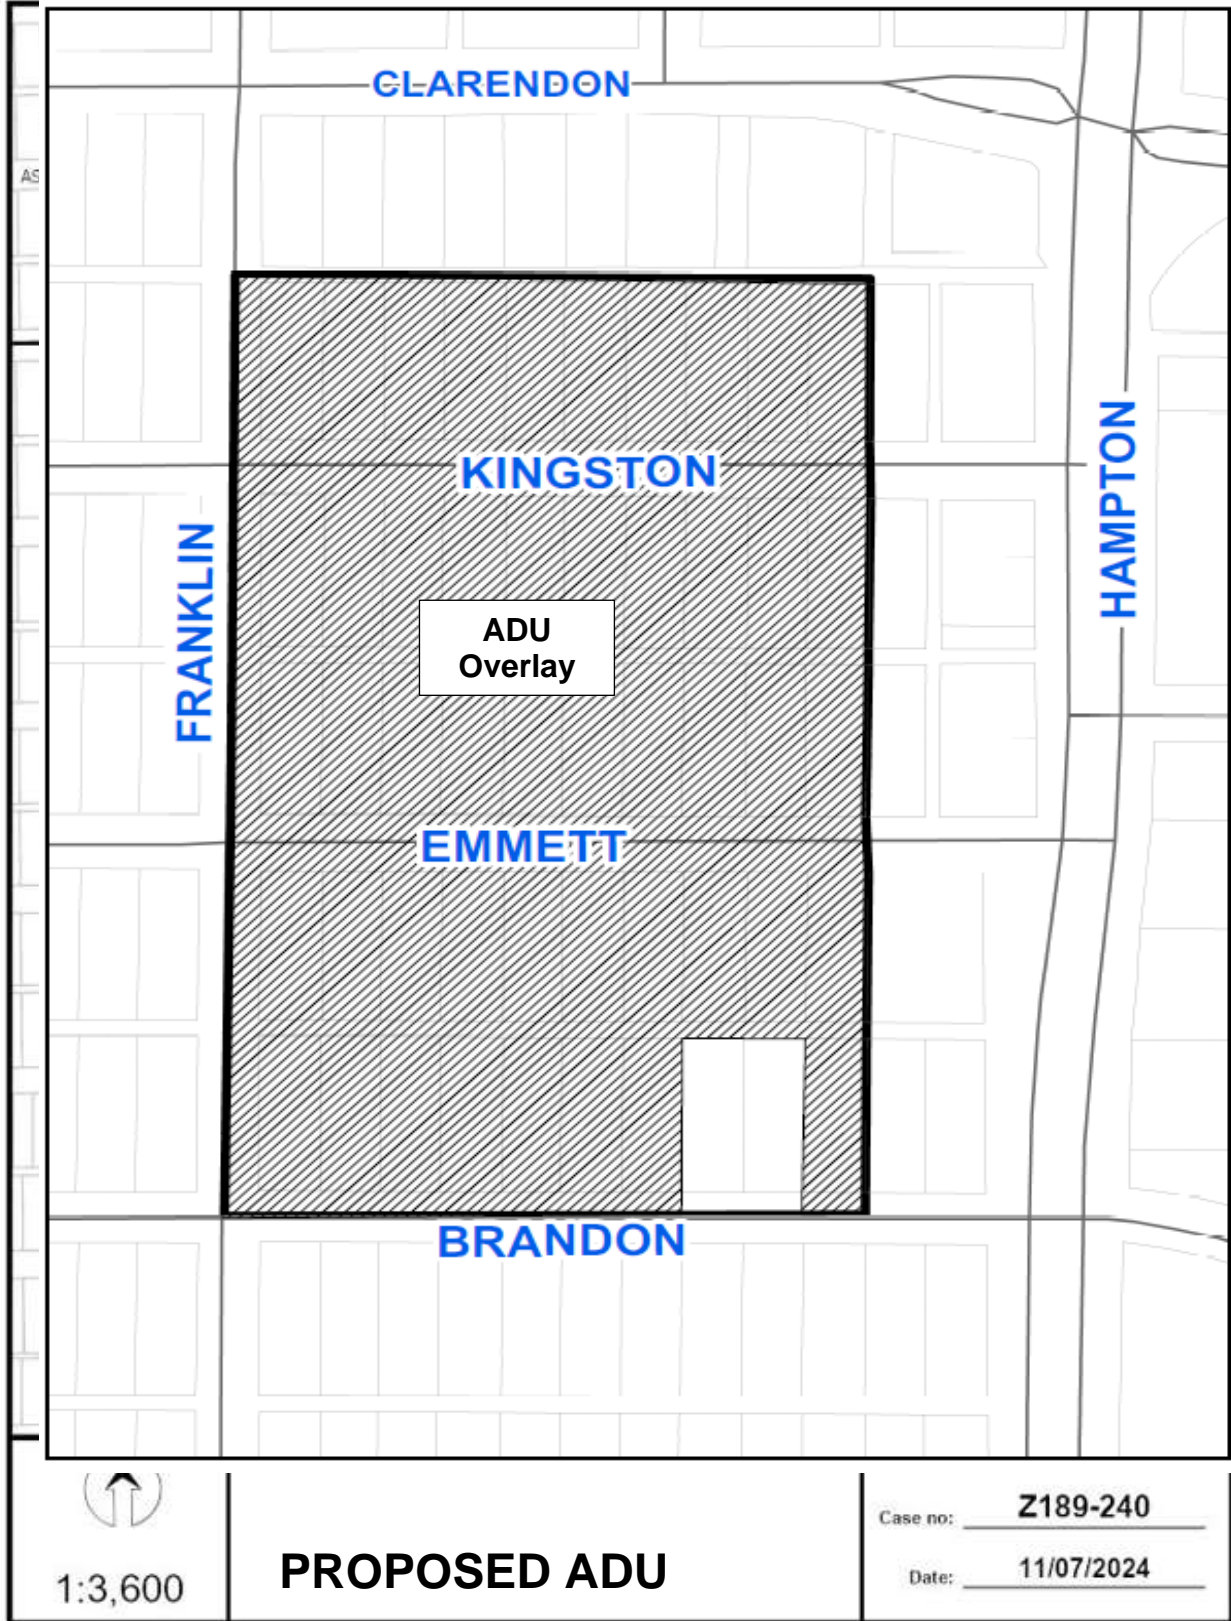 CLARENDON
AS
KINGSTON
HAMPTON
FRANKLIN
ADU
Overlay
EMMETT
BRANDON
1:3,600
PROPOSED ADU
Case no: Z189-240
Date: 11/07/2024